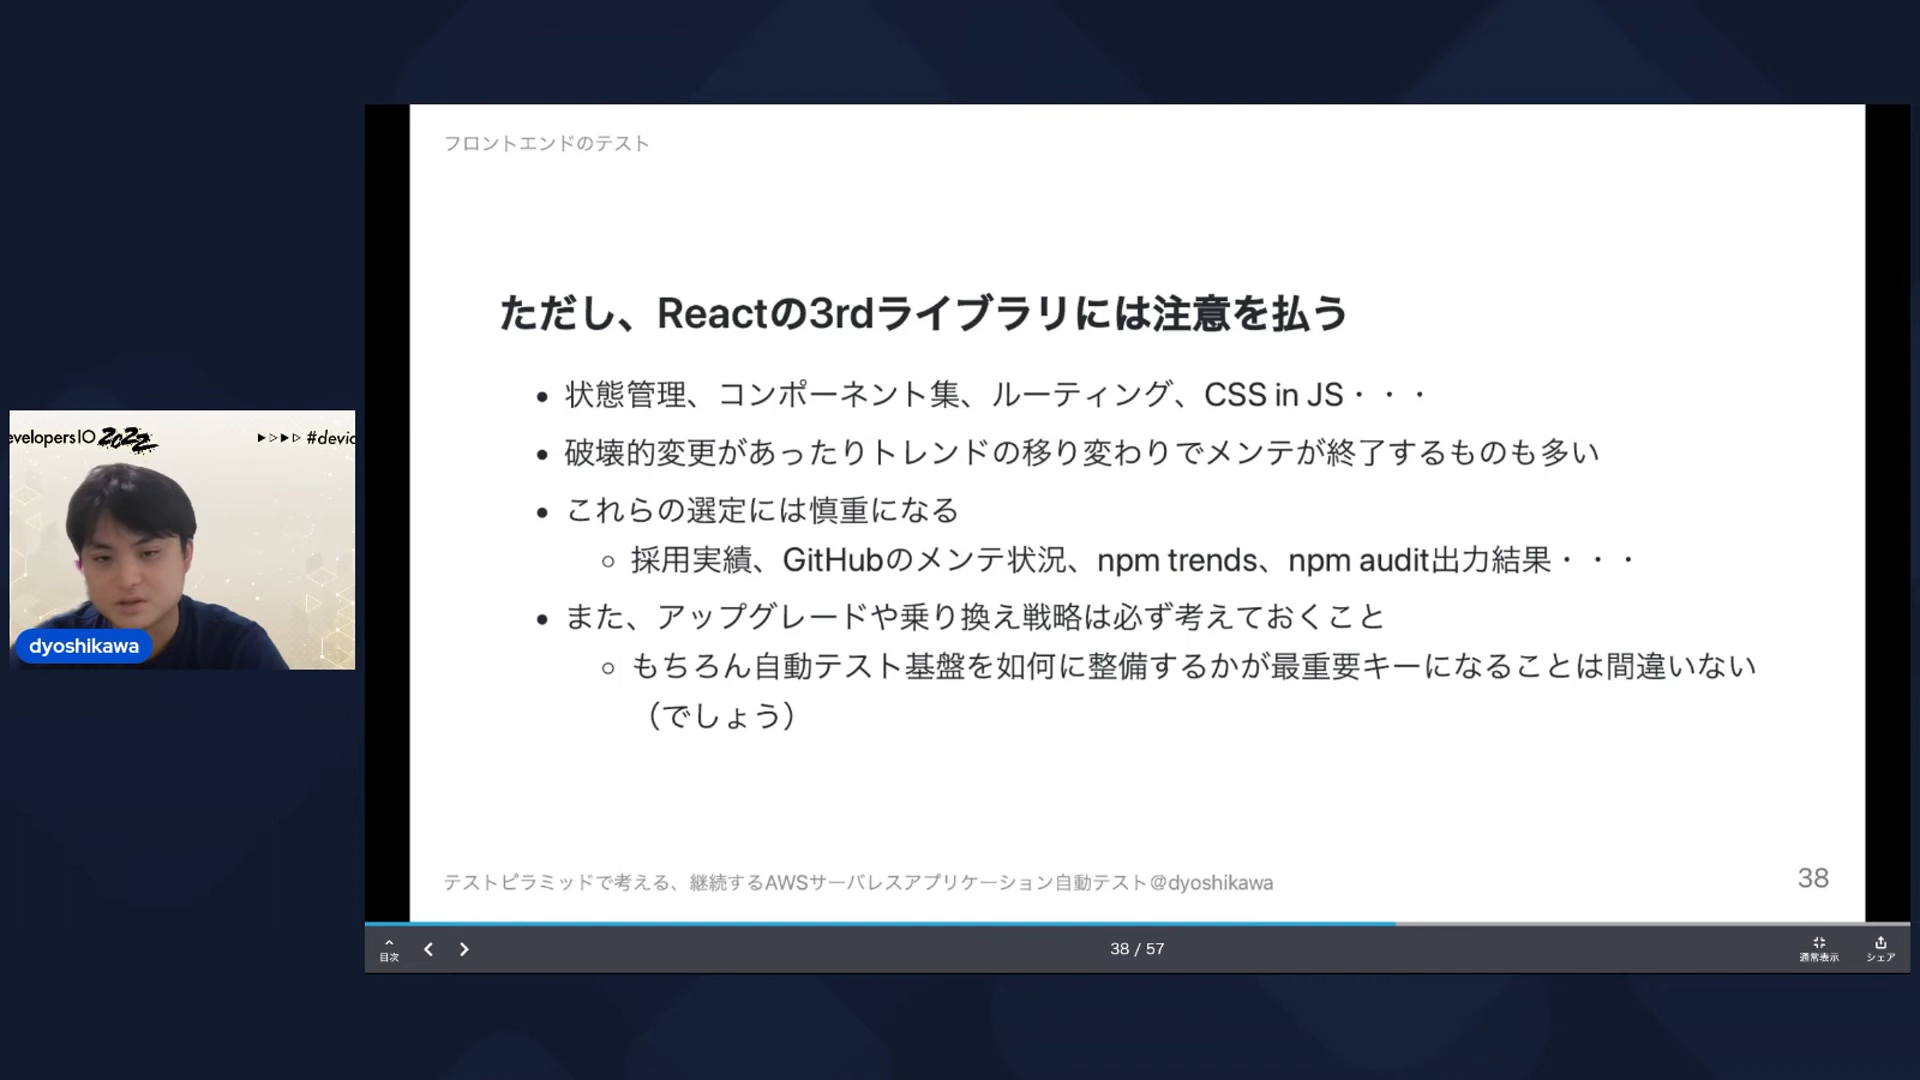 フロントエンドのテスト
ただし、Reactの3rdライブラリには注意を払う
• 状態管理、コンポーネント集、ルーティング、CSS in JS・・・
• 破壊的変更があったりトレンドの移り変わりでメンテが終了するものも多い
• これらの選定には慎重になる
○ 採用実績、GitHubのメンテ状況、npm trends、npm audit出力結果・・・
• また、アップグレードや乗り換え戦略は必ず考えておくこと
○ もちろん自動テスト基盤を如何に整備するかが最重要キーになることは間違いない
（でしょう）
evelopersIO 2022 #devio
dyoshikawa
テストピラミッドで考える、継続するAWSサーバレスアプリケーション自動テスト@dyoshikawa
38
目次
38 / 57
通常表示
シェア